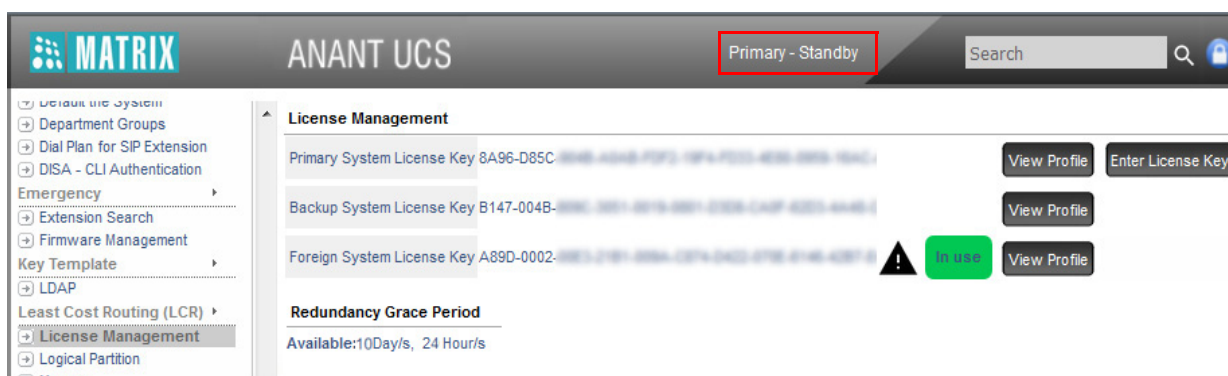 MATRIX
ANANT UCS
Primary - Standby
Search
Default the System
Department Groups
Dial Plan for SIP Extension
DISA - CLI Authentication
Emergency
Extension Search
Firmware Management
Key Template
LDAP
Least Cost Routing (LCR)
License Management
Logical Partition
License Management
Primary System License Key 8A96-D85C-
View Profile
Enter License Key
Backup System License Key B147-004B-
View Profile
Foreign System License Key A89D-0002-
In use
View Profile
Redundancy Grace Period
Available:10Day/s, 24 Hour/s